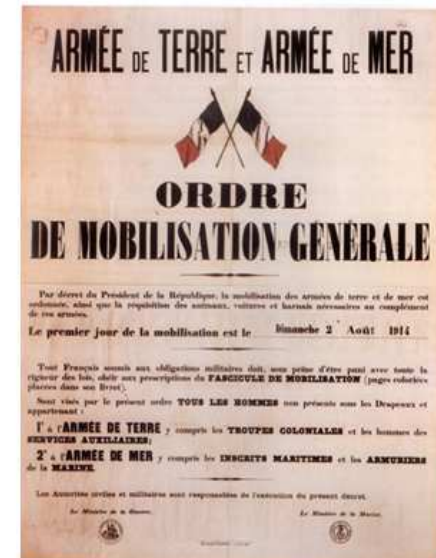 ARMÉE DE TERRE ET ARMÉE DE MER
ORDRE
DE MOBILISATION GÉNÉRALE
Par décret du Président de la République, la mobilisation des armées de terre et de mer est
ordonnée, ainsi que la réquisition des animaux, voitures et harnais nécessaires au complément
de ces armées.
Le premier jour de la mobilisation est le Dimanche 2 Août 1914
Tout Français soumis aux obligations militaires doit, sous peine d'être puni avec toute la
rigueur des lois, obéir aux prescriptions du FASCICULE DE MOBILISATION (pages coloriées
placées dans son livret).
Sont visés par le présent ordre TOUS LES HOMMES non présents sous les Drapeaux et
appartenant :
1° à l'ARMÉE DE TERRE y compris les TROUPES COLONIALES et les hommes des
SERVICES AUXILIAIRES;
2° à l'ARMÉE DE MER y compris les INSCRITS MARITIMES et les ARMURIERS
de la MARINE.
Les Autorités civiles et militaires sont responsables de l'exécution du présent décret.
Le Ministre de la Guerre, Le Ministre de la Marine,